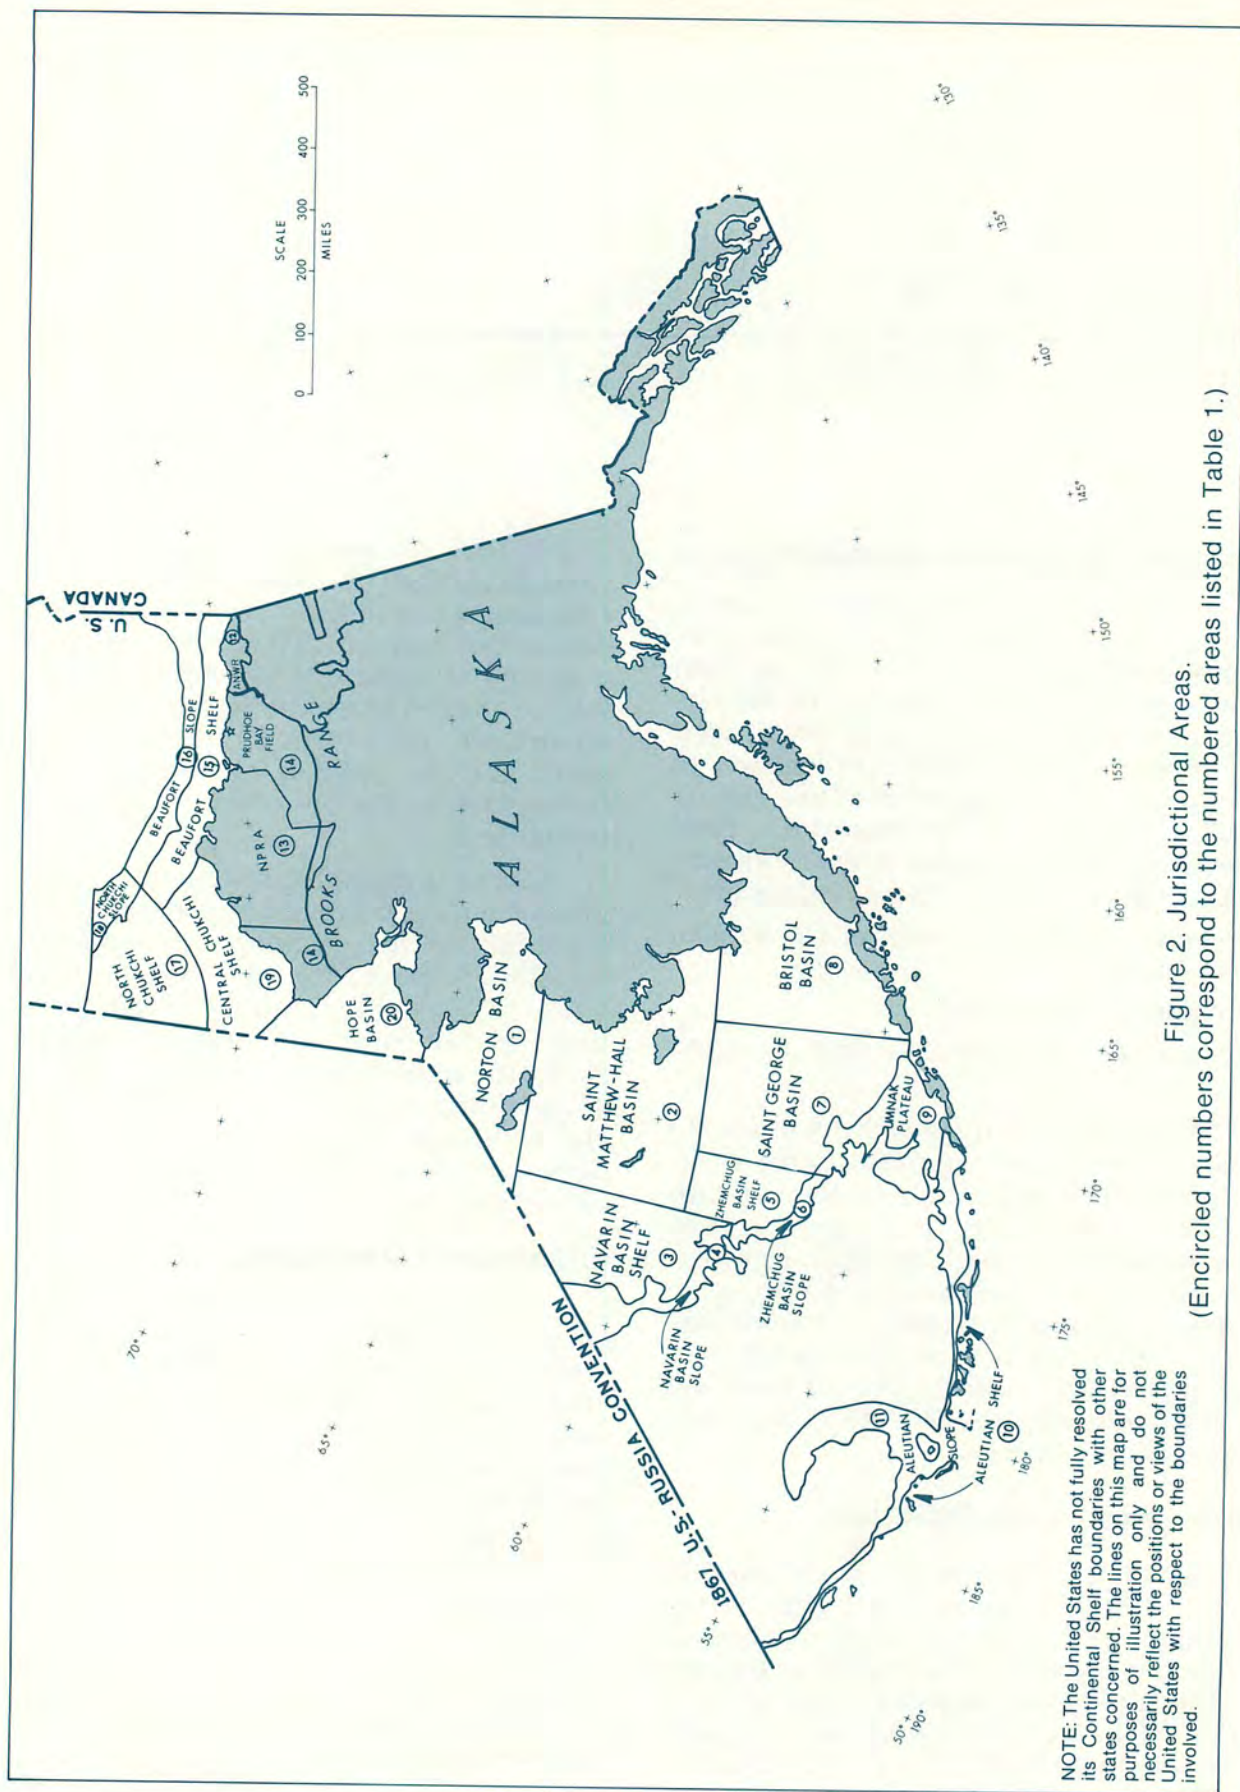 U.S.
CANADA
SCALE
0 100 200 300 400 500
MILES
NORTH
CHUKCHI
SLOPE
18
BEAUFORT
16
SLOPE
BEAUFORT
15
SHELF
NORTH
CHUKCHI
SHELF
17
CENTRAL CHUKCHI
SHELF
19
NPRA
13
PRUDHOE
BAY
FIELD
14
ANWR
12
14
BROOKS RANGE
HOPE
BASIN
20
ALASKA
NORTON BASIN
1
SAINT
MATTHEW-HALL
BASIN
2
NAVARIN
BASIN
SHELF
3
4
NAVARIN
BASIN
SLOPE
ZHEMCHUG
BASIN
SHELF
5
6
ZHEMCHUG
BASIN
SLOPE
SAINT GEORGE
BASIN
7
BRISTOL
BASIN
8
UMNAK
PLATEAU
9
11
ALEUTIAN
SLOPE
ALEUTIAN SHELF
10
1867 U.S.- RUSSSIA CONVENTION
70°
65°
60°
55°
50°
190°
185°
180°
175°
170°
165°
160°
155°
150°
145°
140°
135°
130°
NOTE: The United States has not fully resolved
its Continental Shelf boundaries with other
states concerned. The lines on this map are for
purposes of illustration only and do not
necessarily reflect the positions or views of the
United States with respect to the boundaries
involved.
Figure 2. Jurisdictional Areas.
(Encircled numbers correspond to the numbered areas listed in Table 1.)